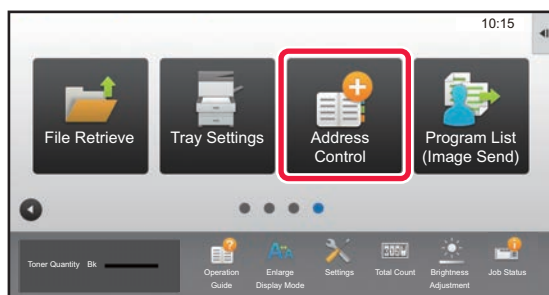 10:15
File Retrieve
Tray Settings
Address
Control
Program List
(Image Send)
Toner Quantity Bk
Operation
Guide
Enlarge
Display Mode
Settings
Total Count
Brightness
Adjustment
Job Status